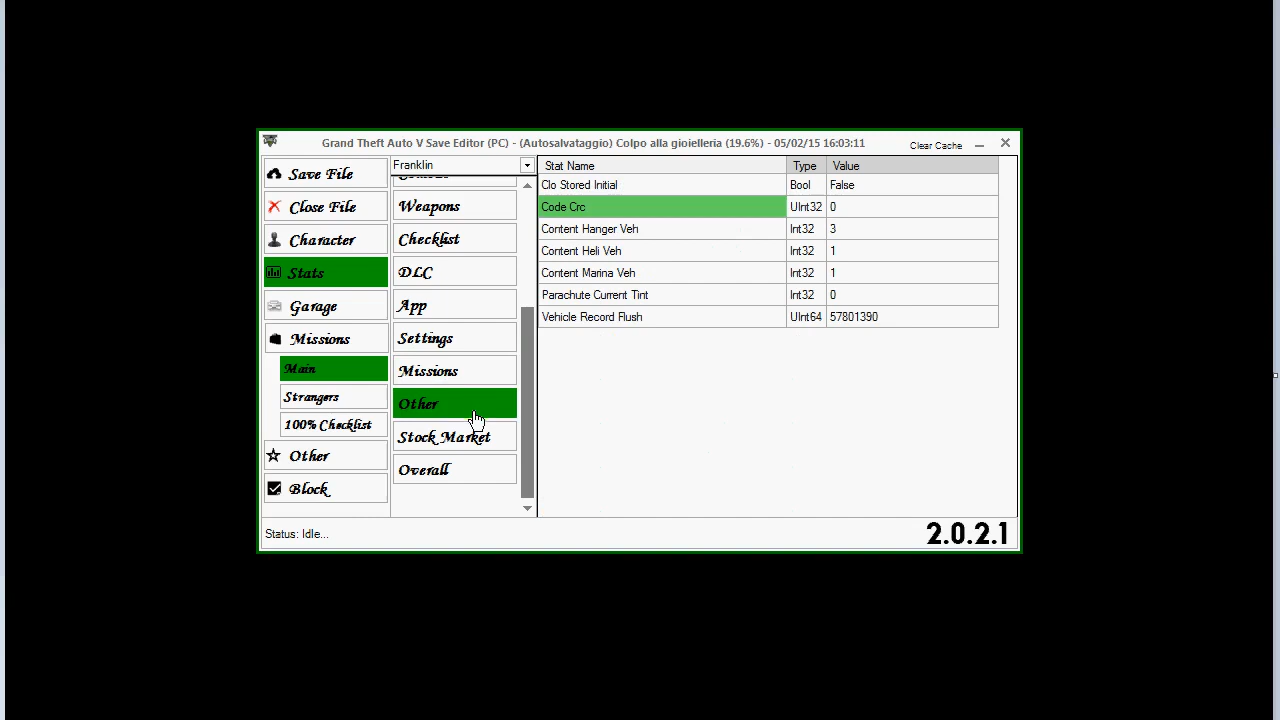 Grand Theft Auto V Save Editor (PC) - (Autosalvataggio) Colpo alla gioielleria (19.6%) - 05/02/15 16:03:11
Clear Cache
Save File
Close File
Character
Stats
Garage
Missions
Main
Strangers
100% Checklist
Other
Block
Franklin
Weapons
Checklist
DLC
App
Settings
Missions
Other
Stock Market
Overall
Stat Name Type Value
Clo Stored Initial Bool False
Code Crc UInt32 0
Content Hanger Veh Int32 3
Content Heli Veh Int32 1
Content Marina Veh Int32 1
Parachute Current Tint Int32 0
Vehicle Record Flush UInt64 57801390
Status: Idle...
2.0.2.1